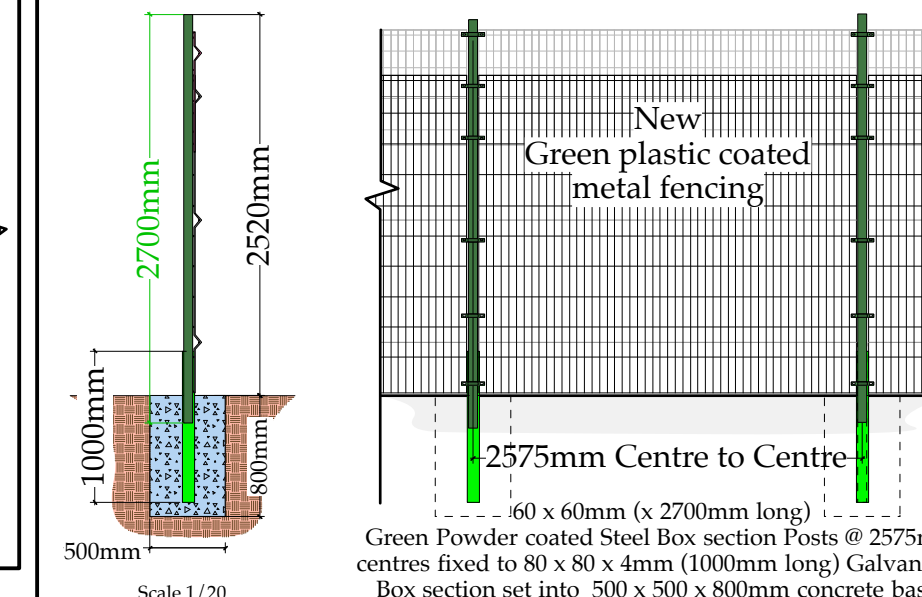 2700mm
2520mm
1000mm
800mm
500mm
Scale 1/20
New
Green plastic coated
metal fencing
2575mm Centre to Centre
60 x 60mm (x 2700mm long)
Green Powder coated Steel Box section Posts @ 2575m
centres fixed to 80 x 80 x 4mm (1000mm long) Galvan
Box section set into 500 x 500 x 800mm concrete bas